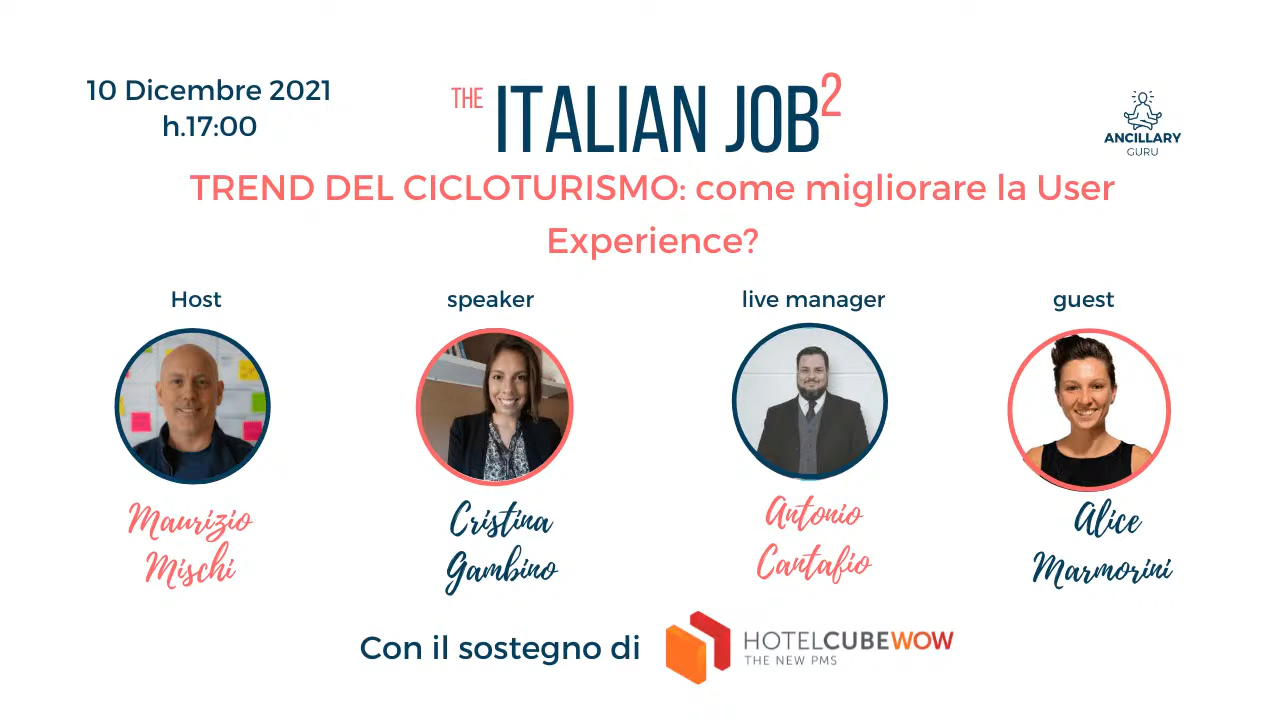 10 Dicembre 2021
h.17:00
THE ITALIAN JOB2
ANCILLARY
GURU
TREND DEL CICLOTURISMO: come migliorare la User
Experience?
Host
speaker
live manager
guest
Maurizio
Mischi
Cristina
Gambino
Antonio
Cantafio
Alice
Marmorini
Con il sostegno di
HOTELCUBEWOW
THE NEW PMS